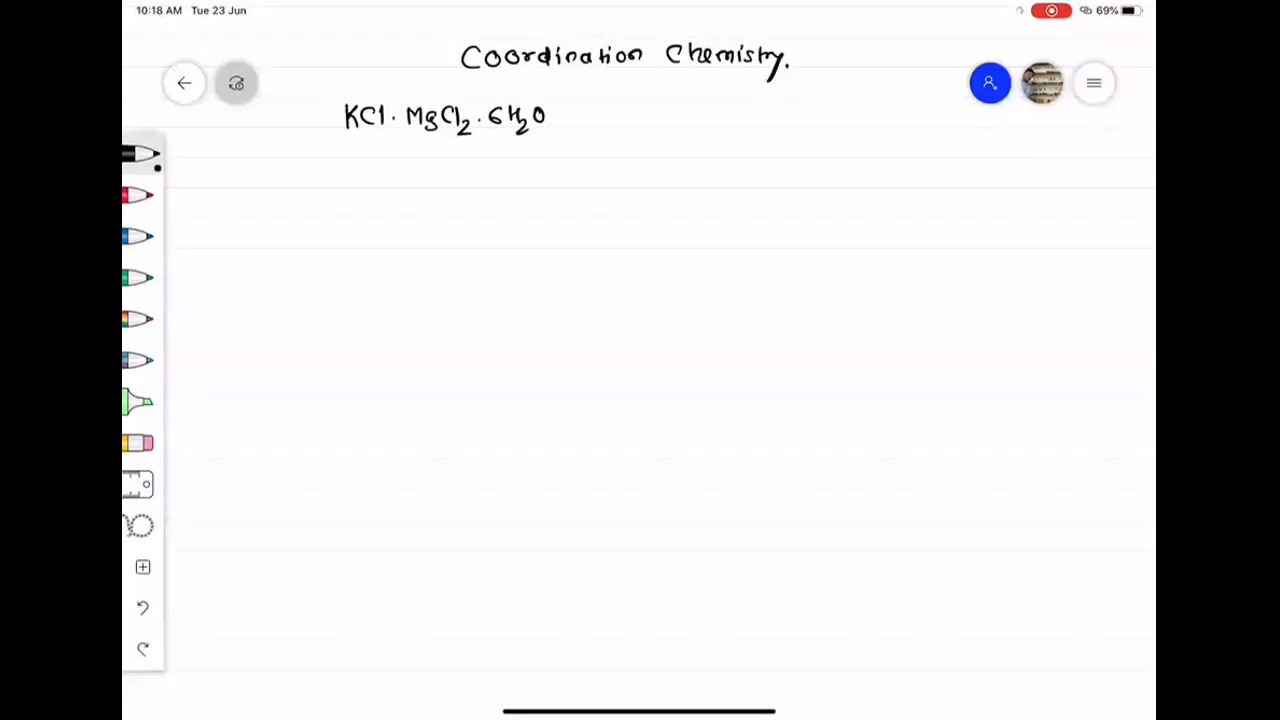 10:18 AM Tue 23 Jun
69%
Coordination Chemistry.
KCl. MgCl₂. 6H₂O